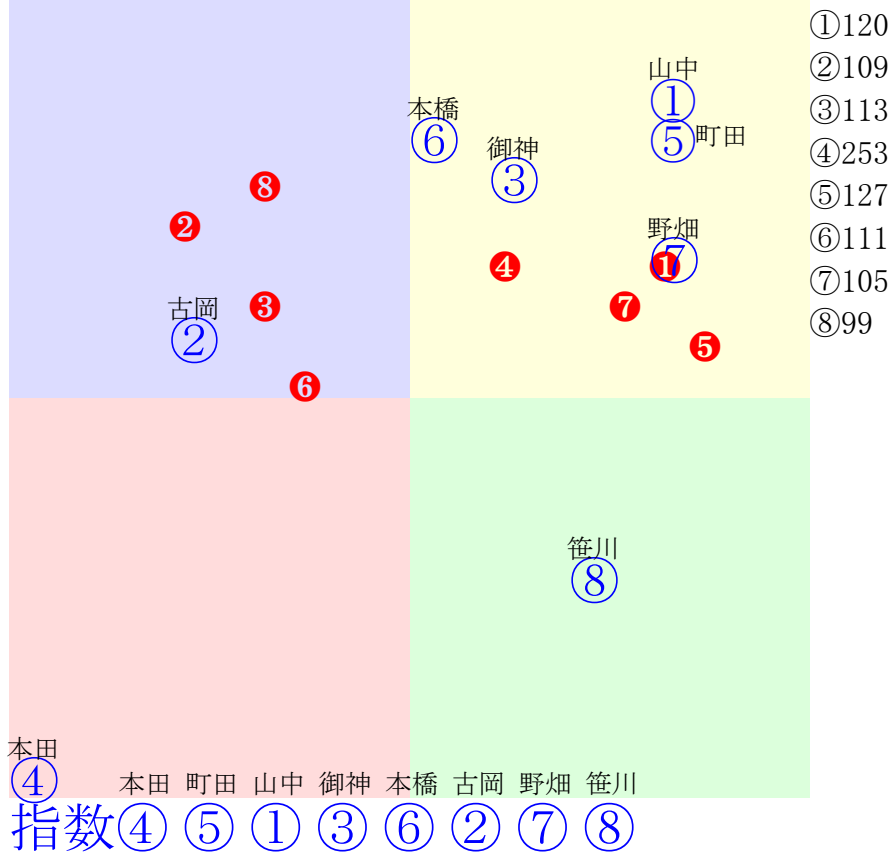 ①120
山中
②109
①
本橋
③113
⑥
⑤町田
御神
④253
③
❽
⑤127
❷
野畑
⑥111
❹
❶
⑦
⑦105
古岡
❸
❼
⑧99
②
❺
❻
笹川
⑧
本田
④
本田 町田 山中 御神 本橋 古岡 野畑 笹川
指数④⑤①③⑥②⑦⑧